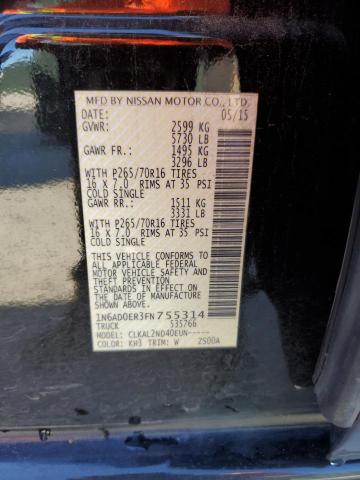 MFD BY NISSAN MOTOR CO., LTD.
DATE: 05/15
GVWR: 2599 KG
5730 LB
GAWR FR.: 1495 KG
3296 LB
WITH P265/70R16 TIRES
16 X 7.0 RIMS AT 35 PSI
COLD SINGLE
GAWR RR.: 1511 KG
3331 LB
WITH P265/70R16 TIRES
16 X 7.0 RIMS AT 35 PSI
COLD SINGLE
THIS VEHICLE CONFORMS TO
ALL APPLICABLE FEDERAL
MOTOR VEHICLE SAFETY AND
THEFT PREVENTION
STANDARDS IN EFFECT ON
THE DATE OF MANUFACTURE
SHOWN ABOVE.
1N6AD0ER3FN755314
TRUCK 535766
MODEL: CLKAL2ND40EUN-----
COLOR: KH3 TRIM: W ZS00A